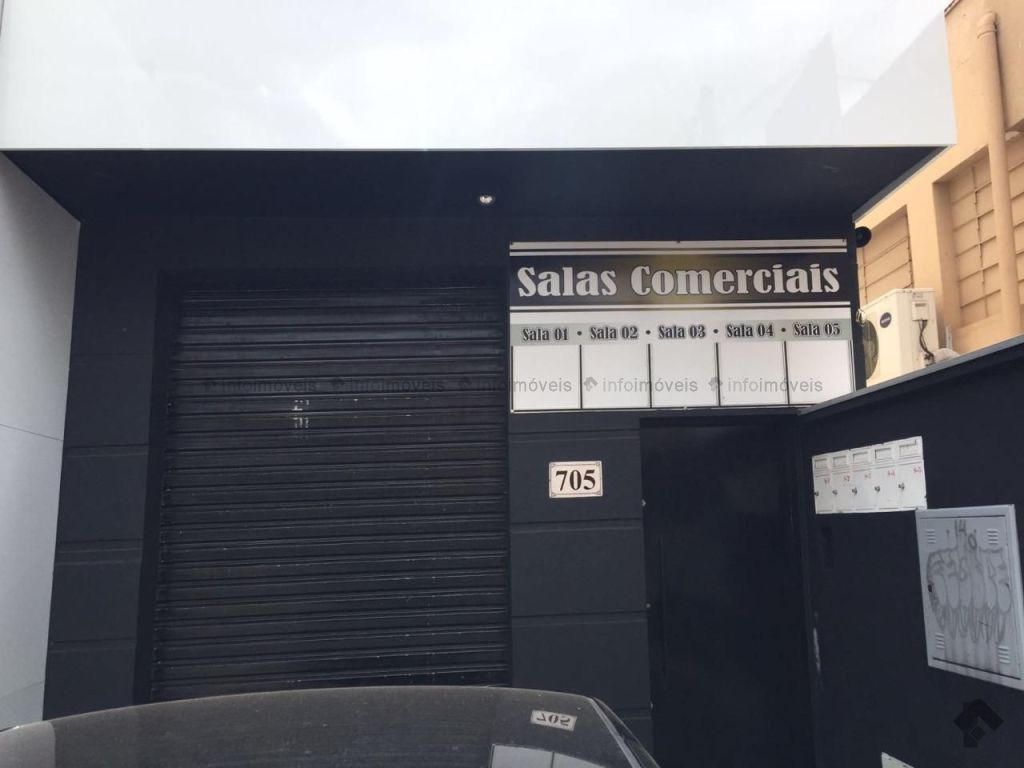 Salas Comerciais
Sala 01 • Sala 02 • Sala 03 • Sala 04 • Sala 05
infoimóveis infoimóveis infoimóveis infoimóveis infoimóveis
705